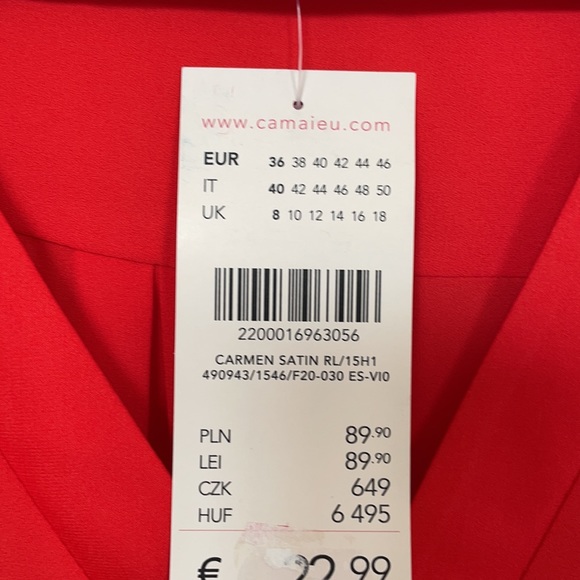 www.camaieu.com
EUR 36 38 40 42 44 46
IT 40 42 44 46 48 50
UK 8 10 12 14 16 18
2200016963056
CARMEN SATIN RL/15H1
490943/1546/F20-030 ES-VI0
PLN 89.90
LEI 89.90
CZK 649
HUF 6 495
€ 22.99